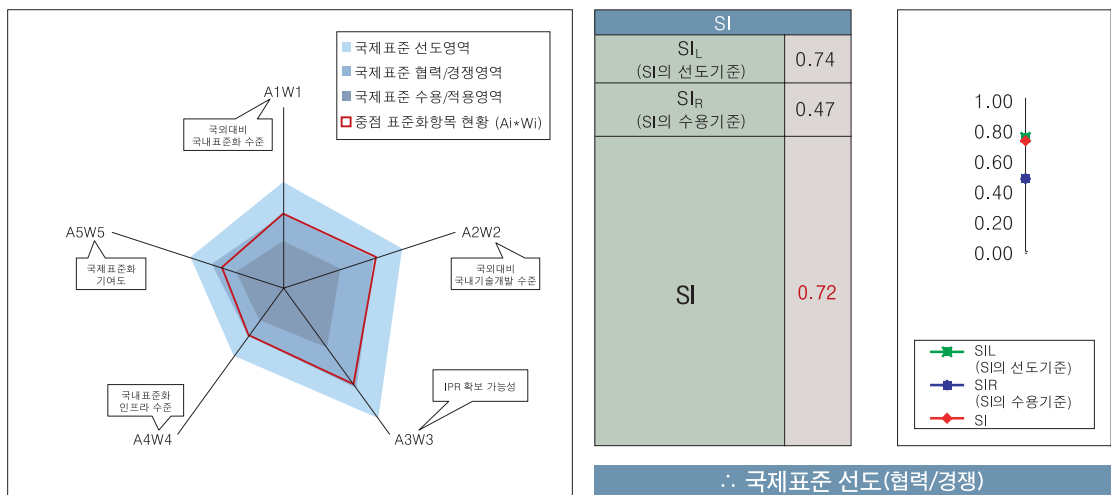 국제표준 선도영역
국제표준 협력/경쟁영역
국제표준 수용/적용영역
중점 표준화항목 현황 (Ai*Wi)
A1W1
국외대비
국내표준화 수준
A2W2
국외대비
국내기술개발 수준
A5W5
국제표준화
기여도
국내표준화
인프라 수준
A4W4
IPR 확보 가능성
A3W3
SI
SIL
(SI의 선도기준)
0.74
SIR
(SI의 수용기준)
0.47
SI
0.72
1.00
0.80
0.60
0.40
0.20
0.00
SIL
(SI의 선도기준)
SIR
(SI의 수용기준)
SI
∴ 국제표준 선도(협력/경쟁)